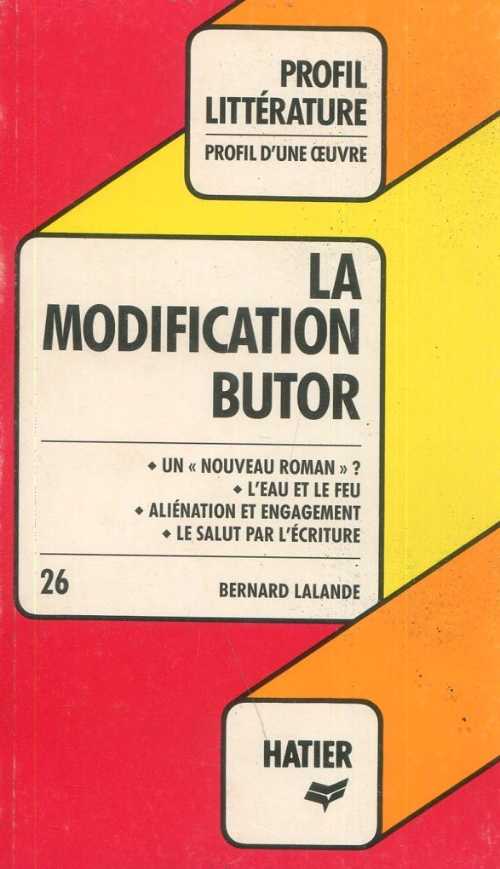 PROFIL
LITTÉRATURE
PROFIL D'UNE ŒUVRE
LA
MODIFICATION
BUTOR
◆ UN « NOUVEAU ROMAN » ?
◆ L'EAU ET LE FEU
◆ ALIÉNATION ET ENGAGEMENT
◆ LE SALUT PAR L'ÉCRITURE
26
BERNARD LALANDE
HATIER